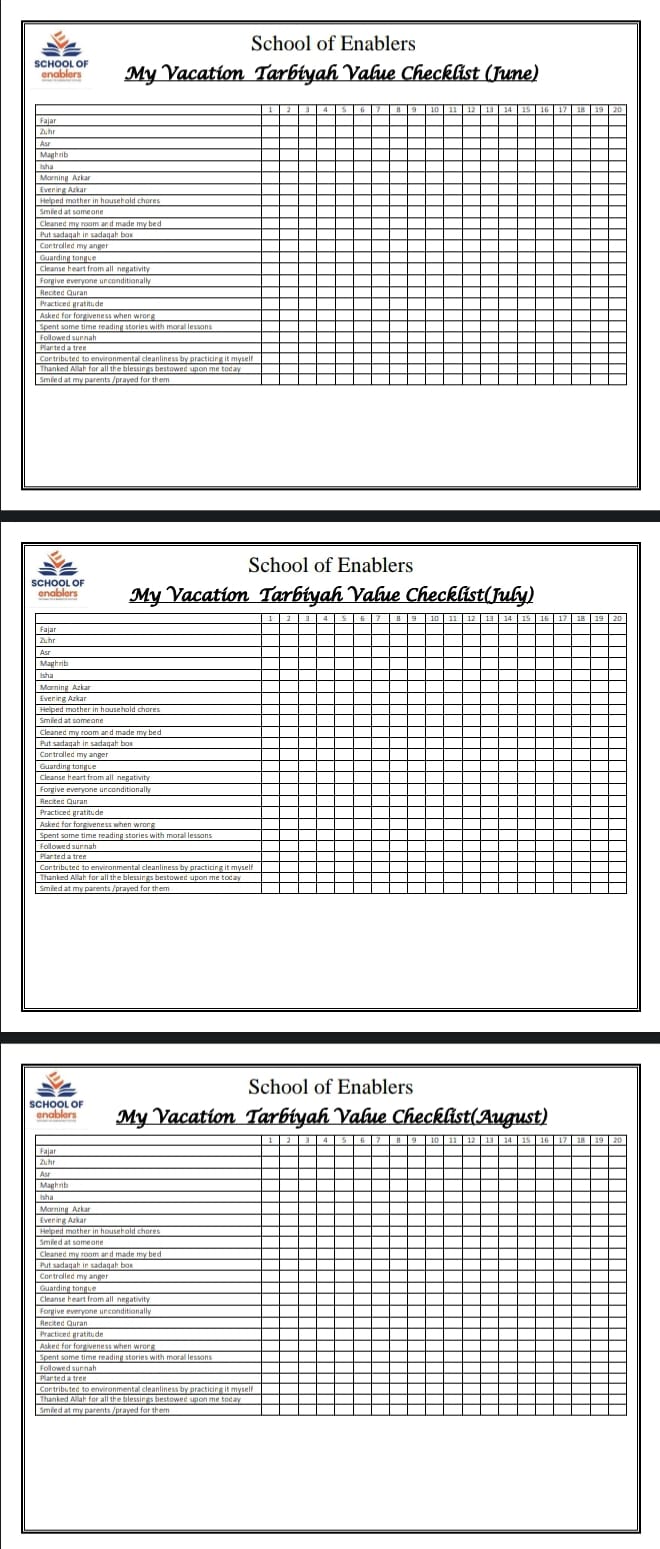 SCHOOL OF
enablers
School of Enablers
My Vacation Tarbiyah Value Checklist (June)
1 2 3 4 5 6 7 8 9 10 11 12 13 14 15 16 17 18 19 20
Fajar
Zuhr
Asr
Maghrib
Isha
Morning Azkar
Evening Azkar
Helped mother in household chores
Smiled at someone
Cleaned my room and made my bed
Put sadaqah in sadaqah box
Controlled my anger
Guarding tongue
Cleanse heart from all negativity
Forgive everyone unconditionally
Recited Quran
Practiced gratitude
Asked for forgiveness when wrong
Spent some time reading stories with moral lessons
Followed sunnah
Planted a tree
Contributed to environmental cleanliness by practicing it myself
Thanked Allah for all the blessings bestowed upon me today
Smiled at my parents /prayed for them
SCHOOL OF
enablers
School of Enablers
My Vacation Tarbiyah Value Checklist(July)
1 2 3 4 5 6 7 8 9 10 11 12 13 14 15 16 17 18 19 20
Fajar
Zuhr
Asr
Maghrib
Isha
Morning Azkar
Evening Azkar
Helped mother in household chores
Smiled at someone
Cleaned my room and made my bed
Put sadaqah in sadaqah box
Controlled my anger
Guarding tongue
Cleanse heart from all negativity
Forgive everyone unconditionally
Recited Quran
Practiced gratitude
Asked for forgiveness when wrong
Spent some time reading stories with moral lessons
Followed sunnah
Planted a tree
Contributed to environmental cleanliness by practicing it myself
Thanked Allah for all the blessings bestowed upon me today
Smiled at my parents /prayed for them
SCHOOL OF
enablers
School of Enablers
My Vacation Tarbiyah Value Checklist(August)
1 2 3 4 5 6 7 8 9 10 11 12 13 14 15 16 17 18 19 20
Fajar
Zuhr
Asr
Maghrib
Isha
Morning Azkar
Evening Azkar
Helped mother in household chores
Smiled at someone
Cleaned my room and made my bed
Put sadaqah in sadaqah box
Controlled my anger
Guarding tongue
Cleanse heart from all negativity
Forgive everyone unconditionally
Recited Quran
Practiced gratitude
Asked for forgiveness when wrong
Spent some time reading stories with moral lessons
Followed sunnah
Planted a tree
Contributed to environmental cleanliness by practicing it myself
Thanked Allah for all the blessings bestowed upon me today
Smiled at my parents /prayed for them